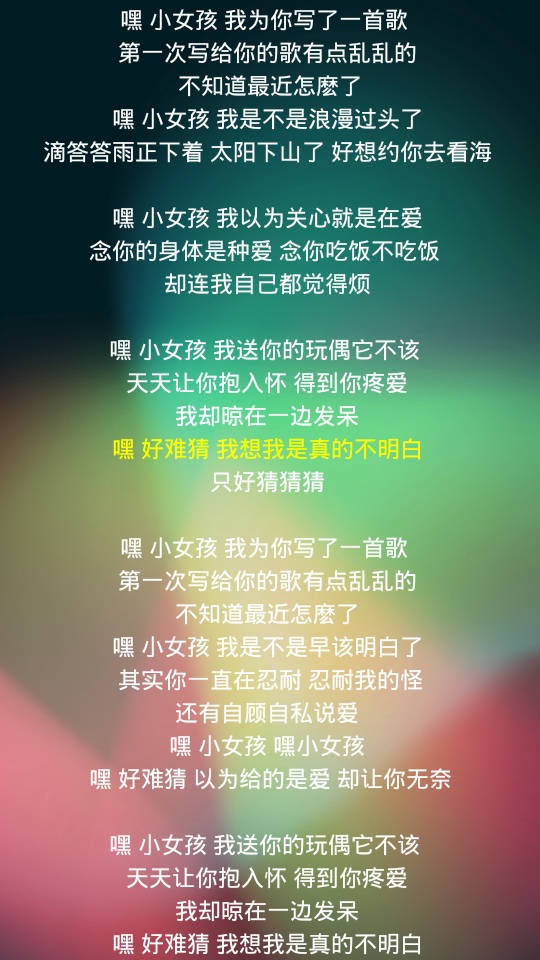 嘿 小女孩 我为你写了一首歌
第一次写给你的歌有点乱乱的
不知道最近怎麽了
嘿 小女孩 我是不是浪漫过头了
滴答答雨正下着 太阳下山了 好想约你去看海
嘿 小女孩 我以为关心就是在爱
念你的身体是种爱 念你吃饭不吃饭
却连我自己都觉得烦
嘿 小女孩 我送你的玩偶它不该
天天让你抱入怀 得到你疼爱
我却晾在一边发呆
嘿 好难猜 我想我是真的不明白
只好猜猜猜
嘿 小女孩 我为你写了一首歌
第一次写给你的歌有点乱乱的
不知道最近怎麽了
嘿 小女孩 我是不是早该明白了
其实你一直在忍耐 忍耐我的怪
还有自顾自私说爱
嘿 小女孩 嘿小女孩
嘿 好难猜 以为给的是爱 却让你无奈
嘿 小女孩 我送你的玩偶它不该
天天让你抱入怀 得到你疼爱
我却晾在一边发呆
嘿 好难猜 我想我是真的不明白